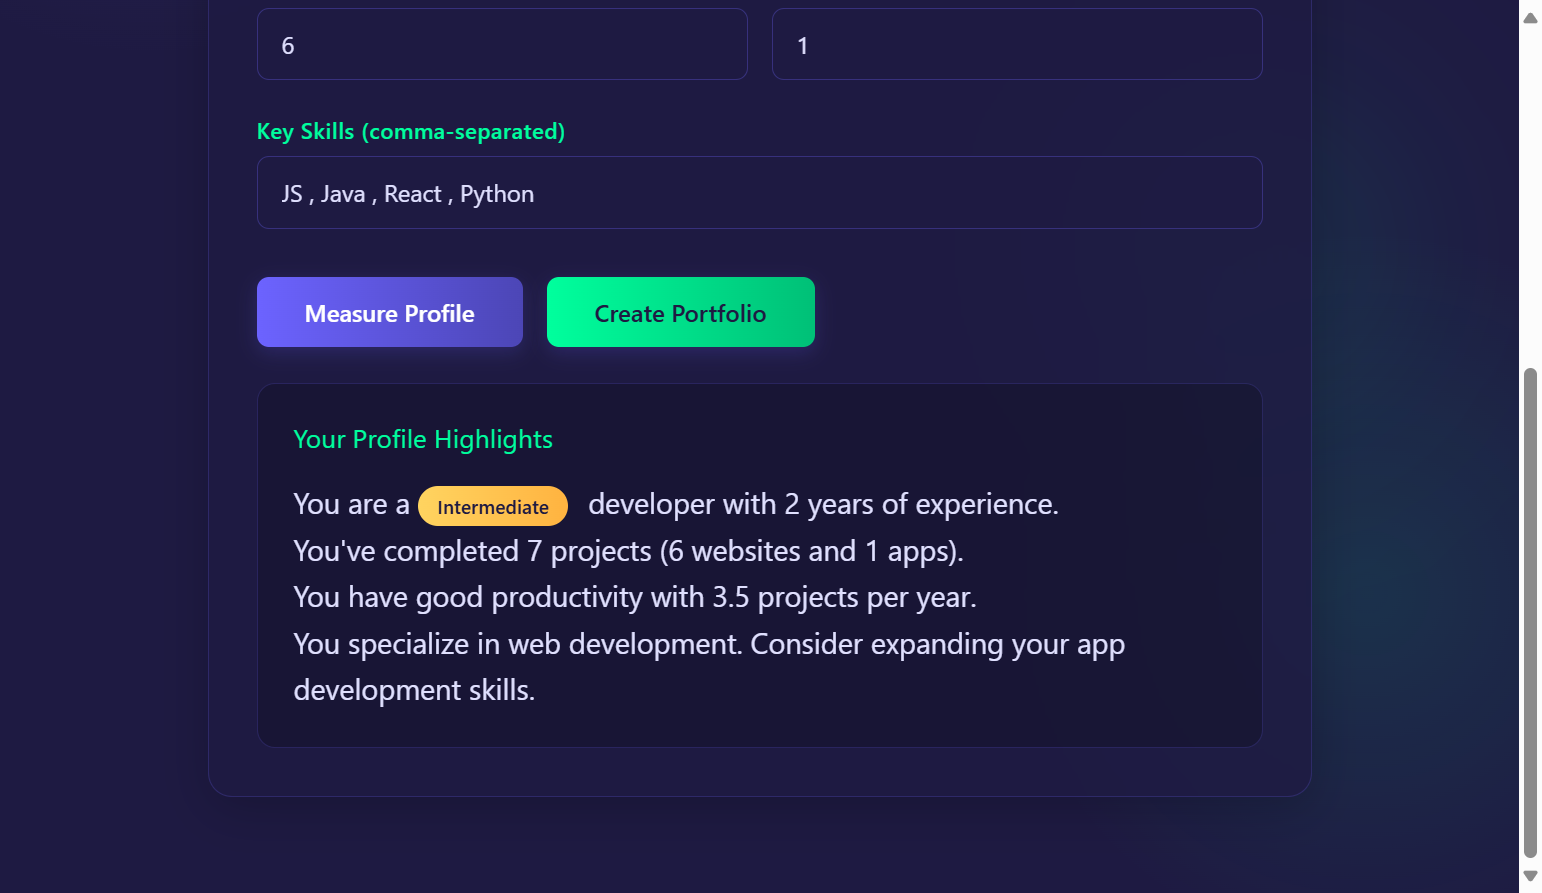 6
1
Key Skills (comma-separated)
JS , Java , React , Python
Measure Profile
Create Portfolio
Your Profile Highlights
You are a Intermediate developer with 2 years of experience.
You've completed 7 projects (6 websites and 1 apps).
You have good productivity with 3.5 projects per year.
You specialize in web development. Consider expanding your app
development skills.